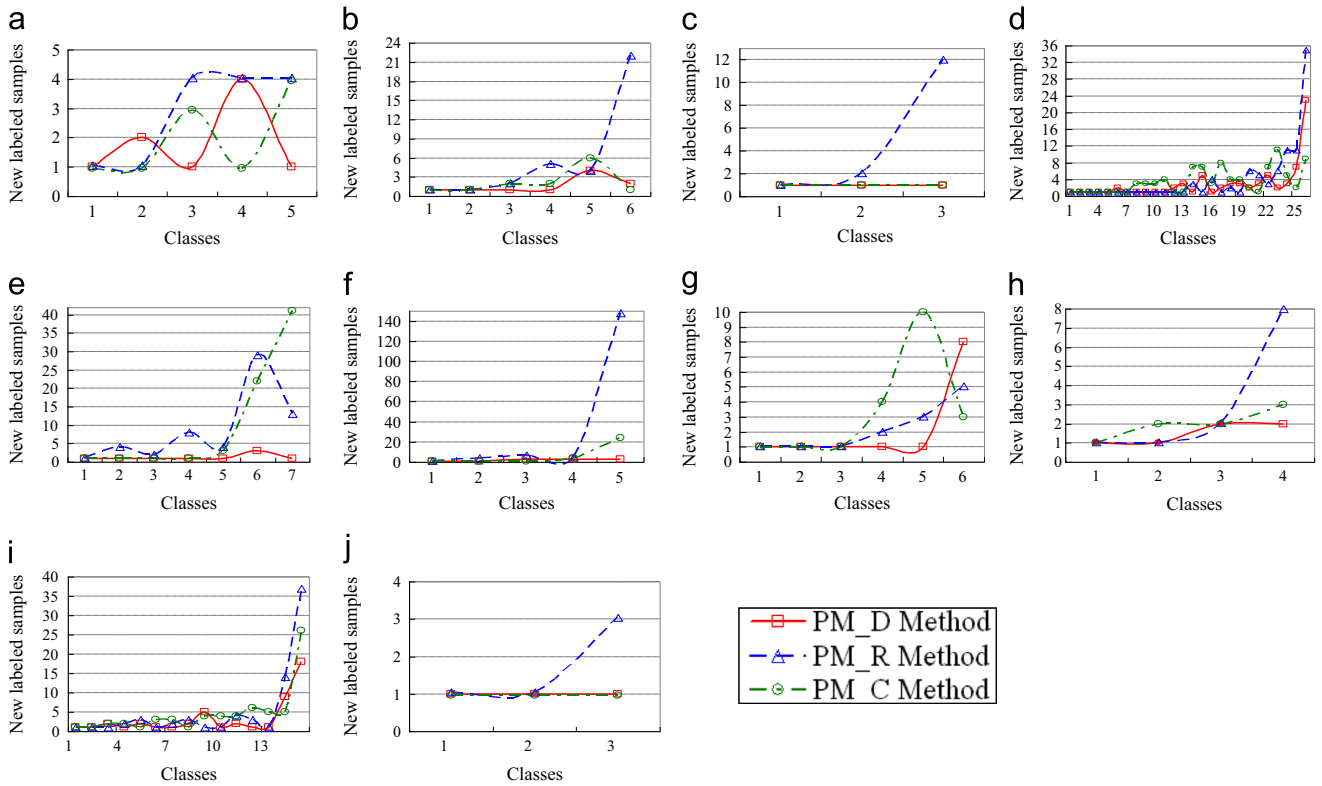 a
New labeled samples
5
4
3
2
1
0
1 2 3 4 5
Classes
b
New labeled samples
24
21
18
15
12
9
6
3
0
1 2 3 4 5 6
Classes
c
New labeled samples
12
10
8
6
4
2
0
1 2 3
Classes
d
New labeled samples
36
32
28
24
20
16
12
8
4
0
1 4 7 10 13 16 19 22 25
Classes
e
New labeled samples
40
35
30
25
20
15
10
5
0
1 2 3 4 5 6 7
Classes
f
New labeled samples
140
120
100
80
60
40
20
0
1 2 3 4 5
Classes
g
New labeled samples
10
9
8
7
6
5
4
3
2
1
0
1 2 3 4 5 6
Classes
h
New labeled samples
8
7
6
5
4
3
2
1
0
1 2 3 4
Classes
i
New labeled samples
40
35
30
25
20
15
10
5
0
1 4 7 10 13
Classes
j
New labeled samples
4
3
2
1
0
1 2 3
Classes
PM_D Method
PM_R Method
PM_C Method